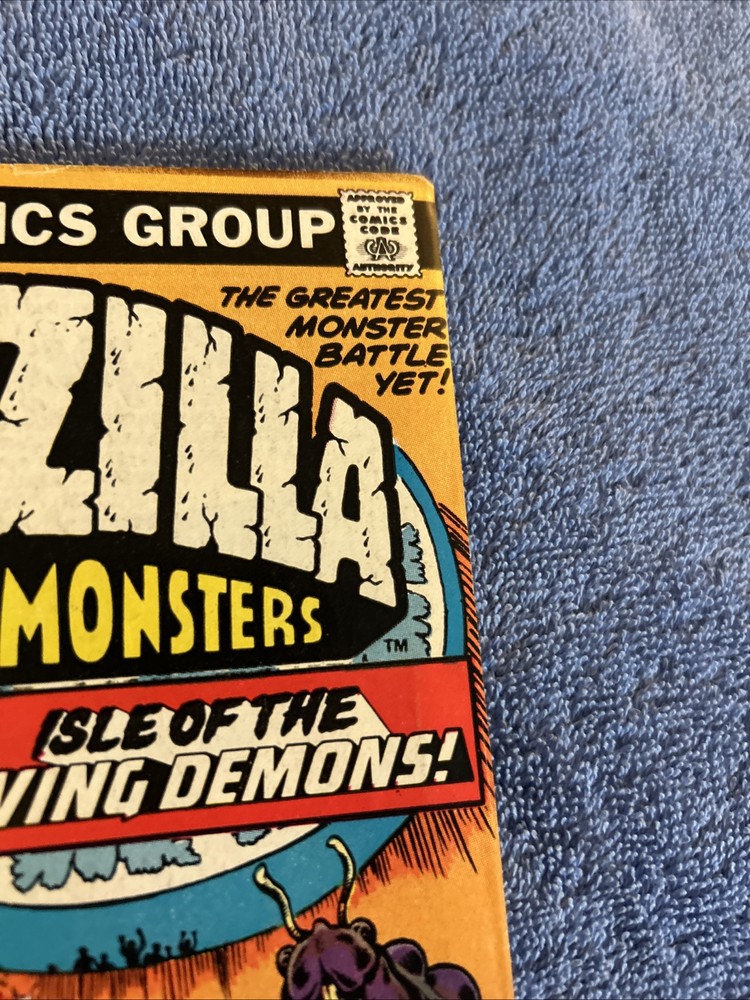 ICS GROUP
APPROVED
BY THE
COMICS
CODE
CA
AUTHORITY
THE GREATEST
MONSTER
BATTLE
YET!
ZILLA
MONSTERS
TM
ISLE OF THE
VING DEMONS!